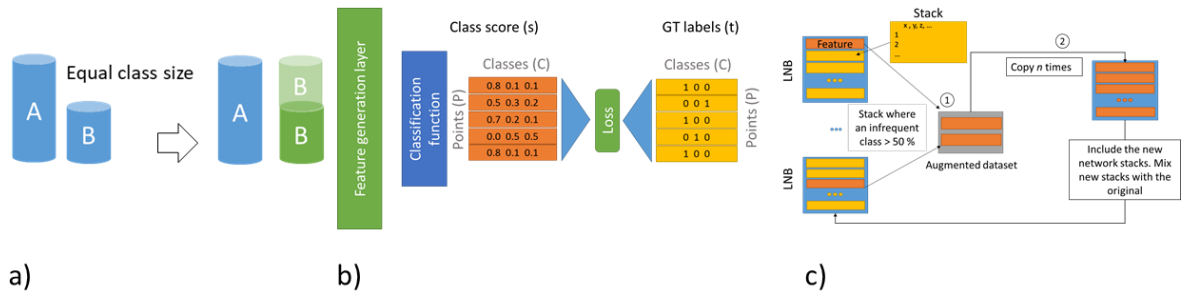 Equal class size
A
B
A
B
B
a)
Feature generation layer
Class score (s)
GT labels (t)
Classification
function
Classes (C)
Points (P)
0.8 0.1 0.1
0.5 0.3 0.2
0.7 0.2 0.1
0.0 0.5 0.5
0.8 0.1 0.1
Loss
Classes (C)
1 0 0
0 0 1
1 0 0
0 1 0
1 0 0
Points (P)
b)
Stack
x , y, z, ...
1
2
...
LNB
Feature
1
Stack where
an infrequent
class > 50 %
LNB
Augmented dataset
2
Copy n times
Include the new
network stacks. Mix
new stacks with the
original
c)